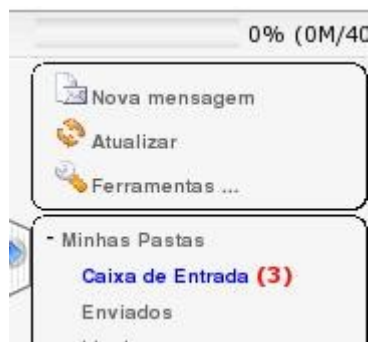 0% (0M/40
Nova mensagem
Atualizar
Ferramentas ...
- Minhas Pastas
Caixa de Entrada (3)
Enviados